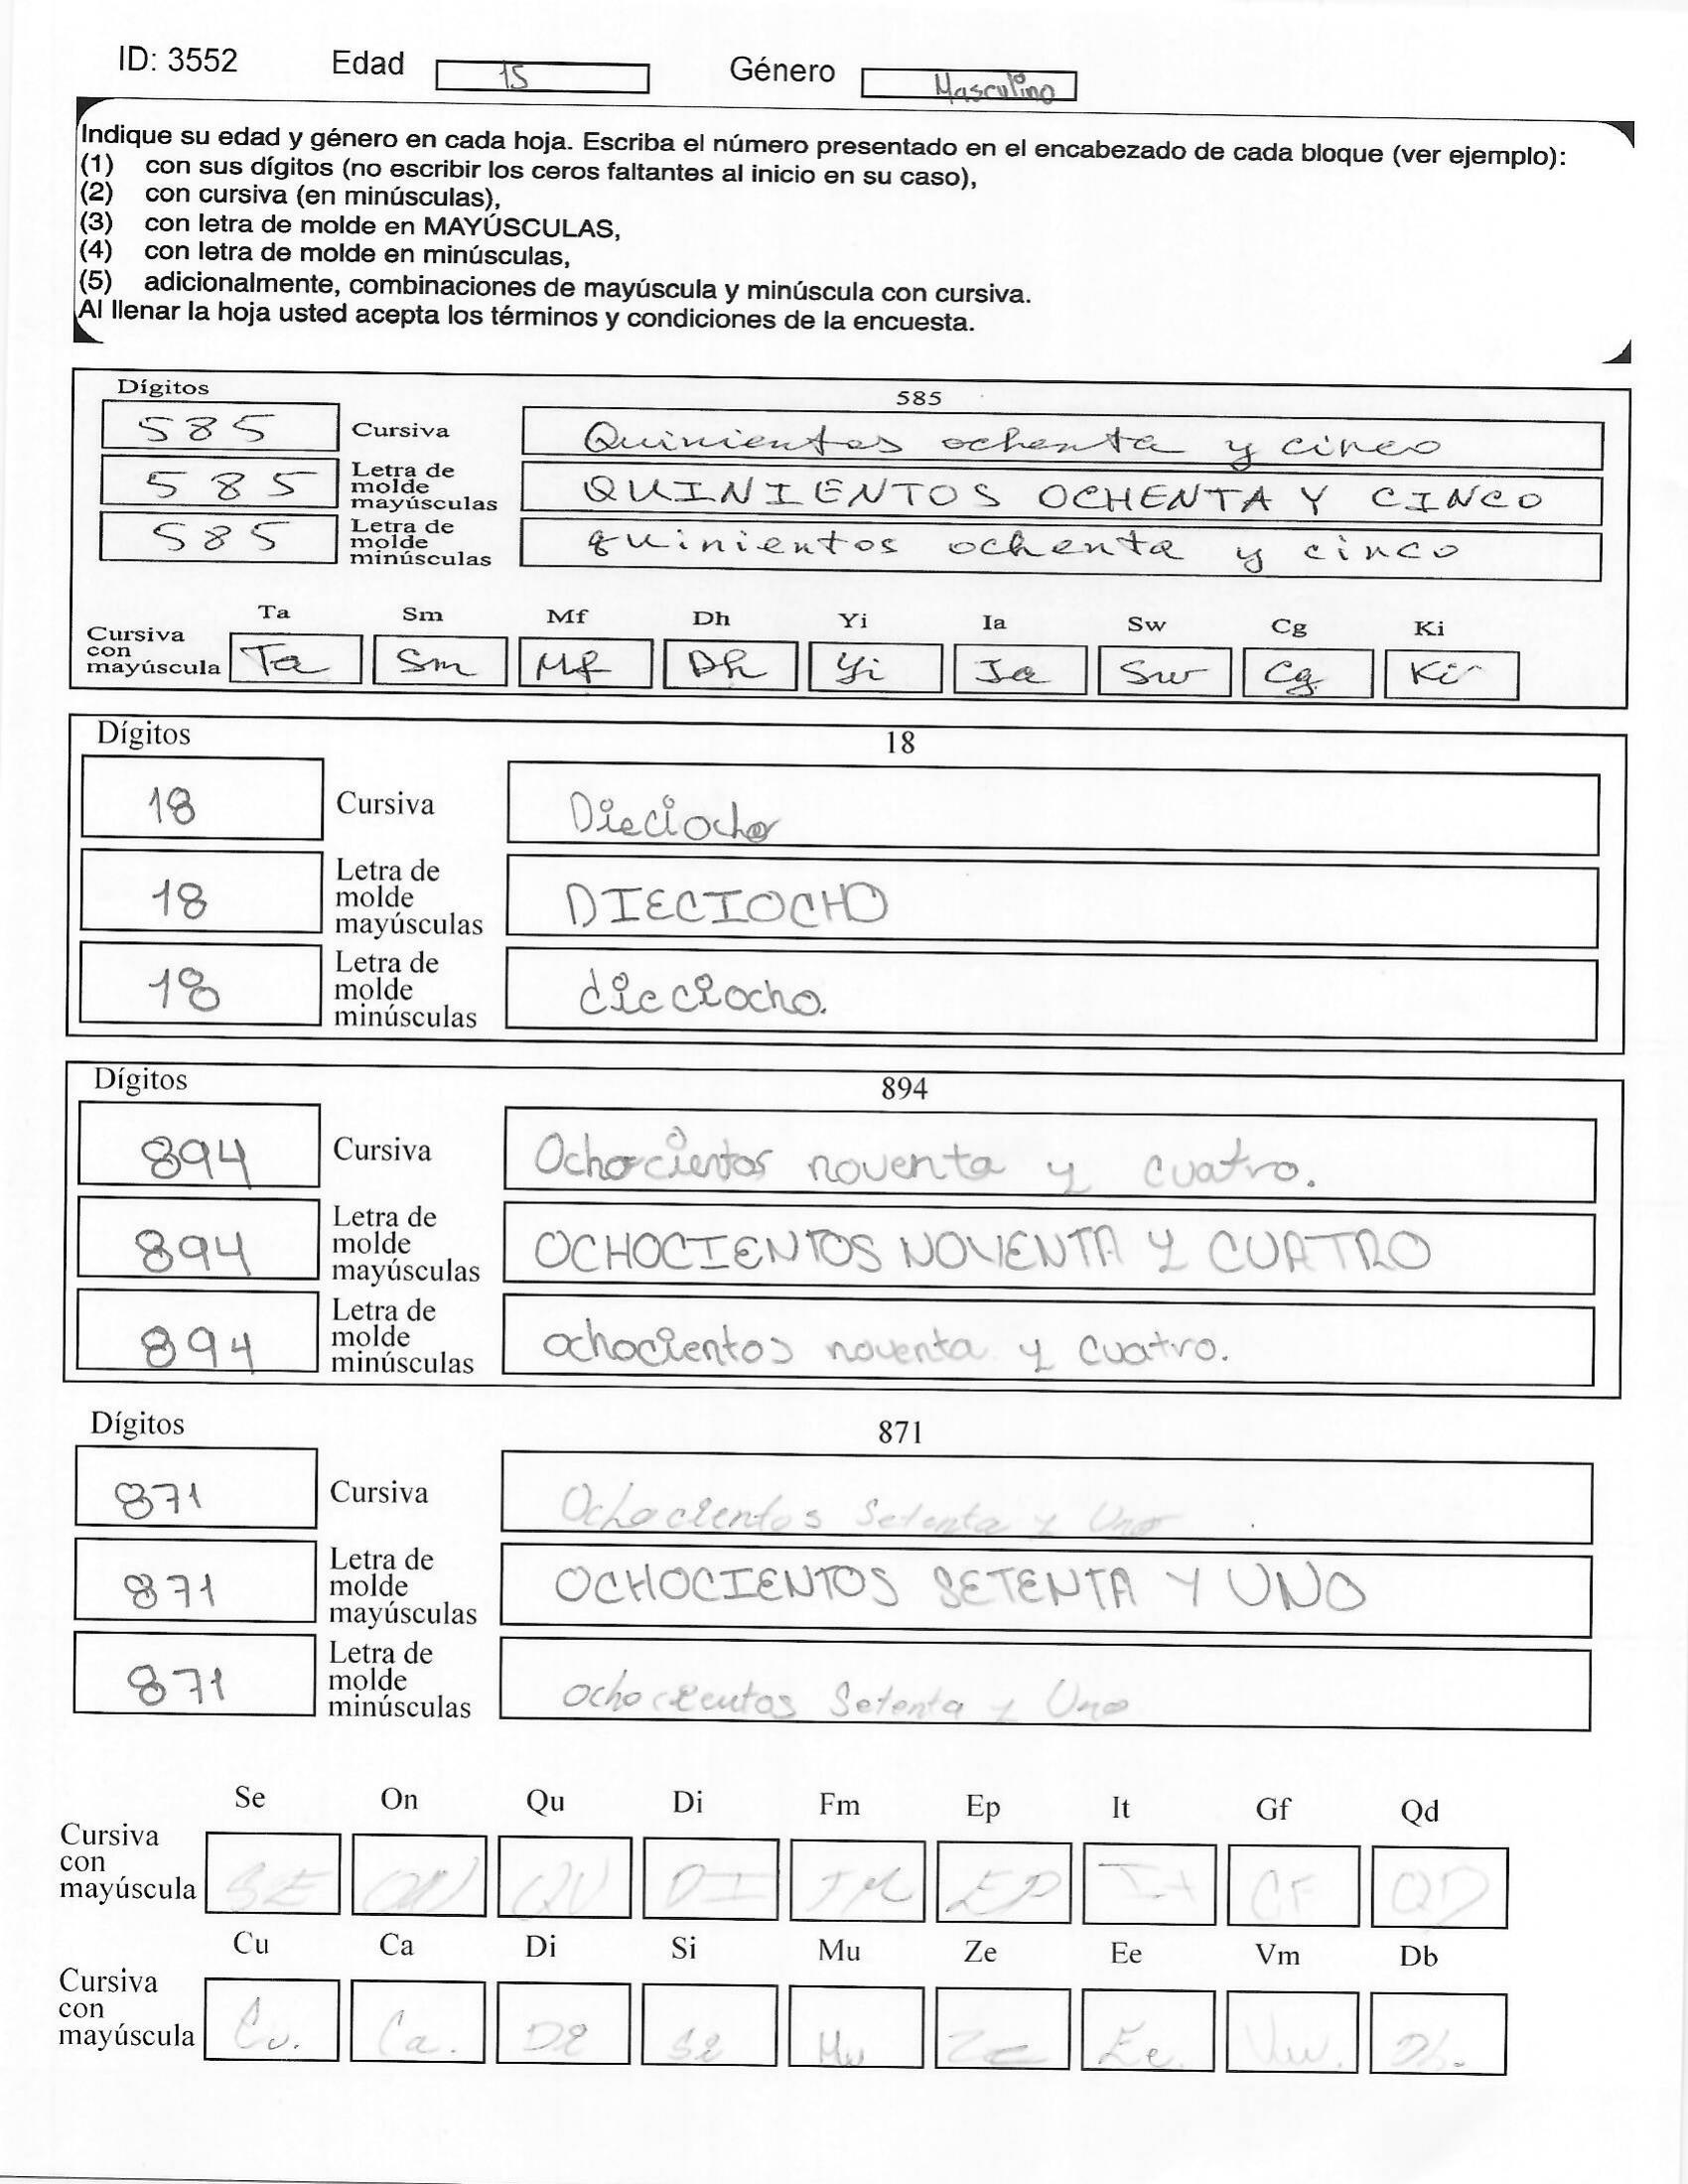 ID: 3552 Edad 15 Género Masculino
Indique su edad y género en cada hoja. Escriba el número presentado en el encabezado de cada bloque (ver ejemplo):
(1) con sus dígitos (no escribir los ceros faltantes al inicio en su caso),
(2) con cursiva (en minúsculas),
(3) con letra de molde en MAYÚSCULAS,
(4) con letra de molde en minúsculas,
(5) adicionalmente, combinaciones de mayúscula y minúscula con cursiva.
Al llenar la hoja usted acepta los términos y condiciones de la encuesta.
Dígitos 585
585 Cursiva Quinientos ochenta y cinco
585 Letra de molde mayúsculas QUINIENTOS OCHENTA Y CINCO
585 Letra de molde minúsculas quinientos ochenta y cinco
Ta Sm Mf Dh Yi Ia Sw Cg Ki
Cursiva con mayúscula Ta Sm Mf Dh Yi Ia Sw Cg Ki
Dígitos 18
18 Cursiva Dieciocho
18 Letra de molde mayúsculas DIECIOCHO
18 Letra de molde minúsculas dieciocho.
Dígitos 894
894 Cursiva Ochocientos noventa y cuatro.
894 Letra de molde mayúsculas OCHOCIENTOS NOVENTA Y CUATRO
894 Letra de molde minúsculas ochocientos noventa y cuatro.
Dígitos 871
871 Cursiva Ochocientos Setenta y Uno
871 Letra de molde mayúsculas OCHOCIENTOS SETENTA Y UNO
871 Letra de molde minúsculas ochocientos Setenta y Uno
Se On Qu Di Fm Ep It Gf Qd
Cursiva con mayúscula SE ON QU DI FM EP It GF QD
Cu Ca Di Si Mu Ze Ee Vm Db
Cursiva con mayúscula Cu. Ca. Di Si Mu Ze Ee. Vm. Db.